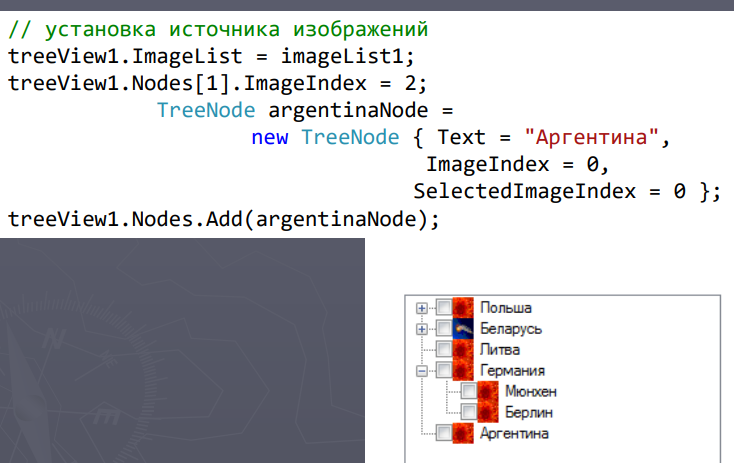 // установка источника изображений
treeView1.ImageList = imageList1;
treeView1.Nodes[1].ImageIndex = 2;
TreeNode argentinaNode =
new TreeNode { Text = "Аргентина",
ImageIndex = 0,
SelectedImageIndex = 0 };
treeView1.Nodes.Add(argentinaNode);
N
m
Польша
Беларусь
Литва
Германия
Мюнхен
Берлин
Аргентина